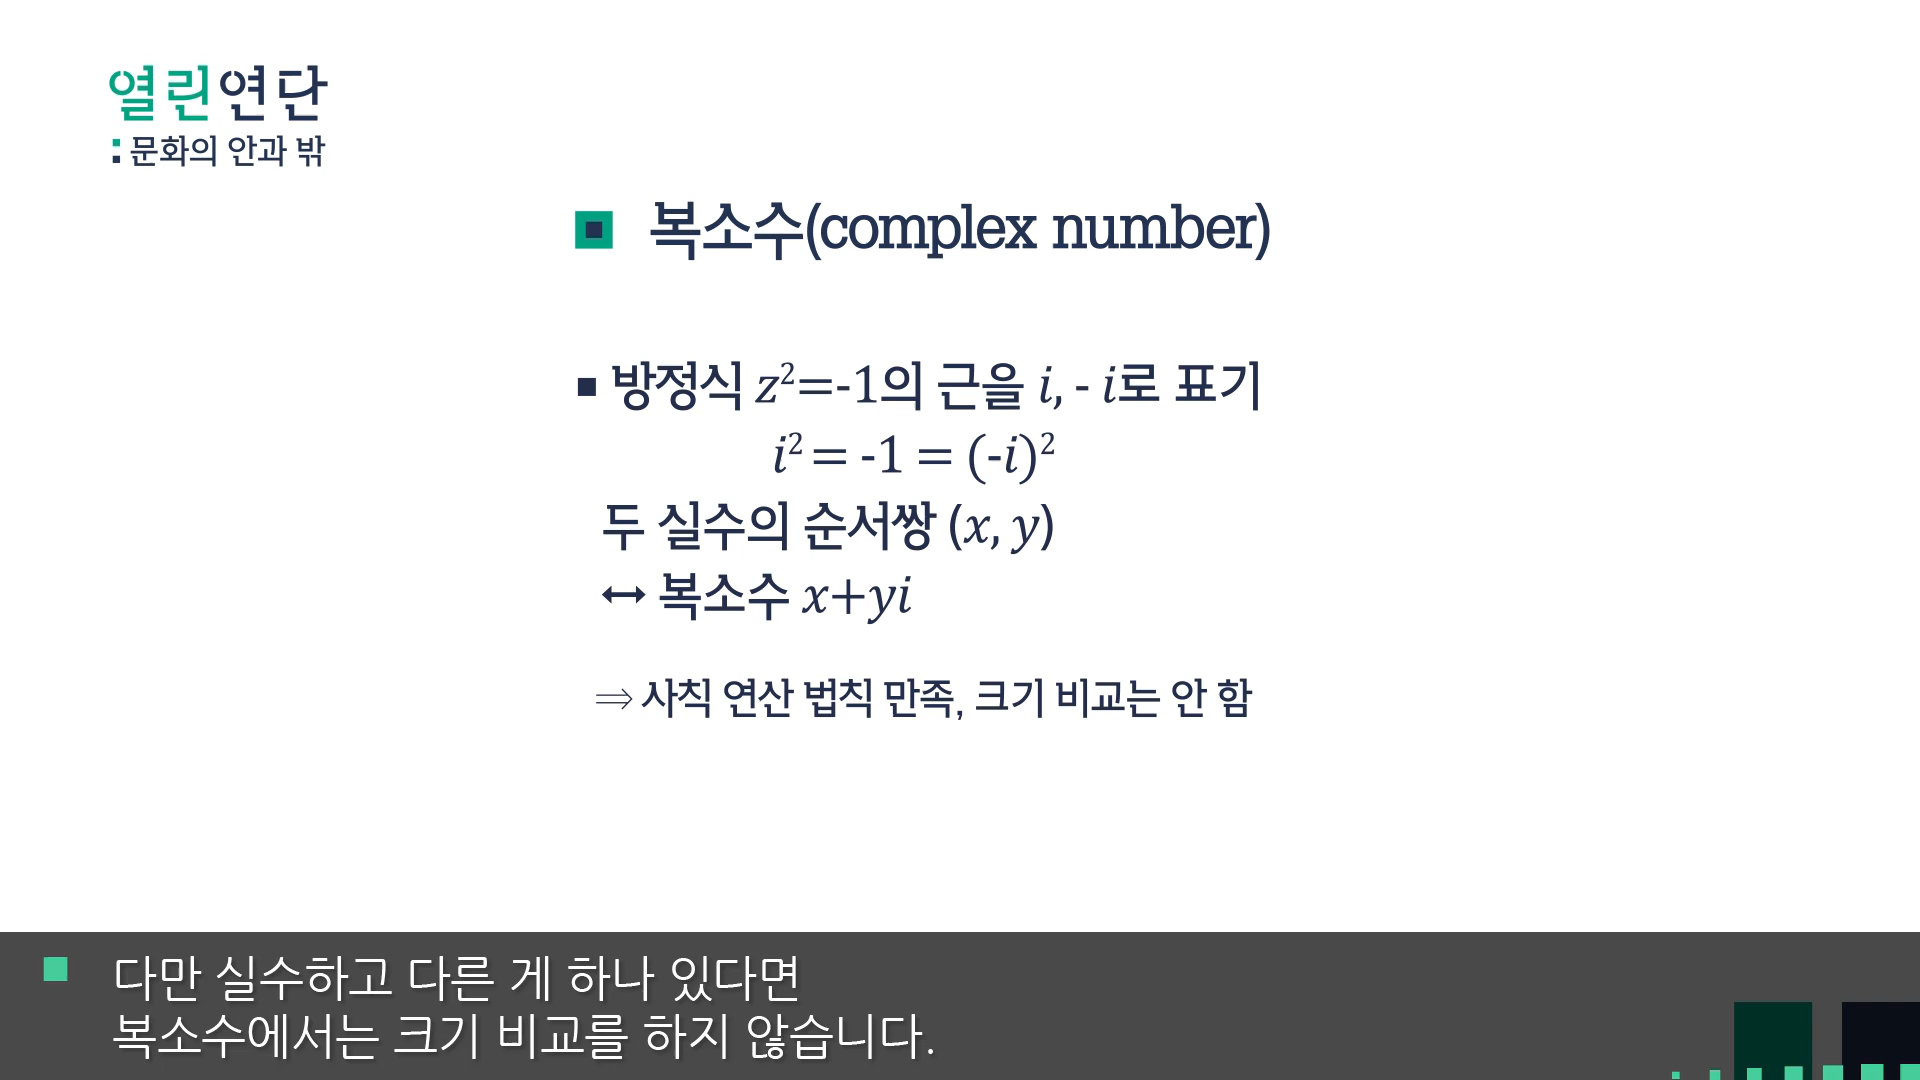 열린연단
:문화의 안과 밖
복소수(complex number)
▪ 방정식 z²=-1의 근을 i, - i로 표기
i² = -1 = (-i)²
두 실수의 순서쌍 (x, y)
↔ 복소수 x+yi
⇒ 사칙 연산 법칙 만족, 크기 비교는 안 함
다만 실수하고 다른 게 하나 있다면
복소수에서는 크기 비교를 하지 않습니다.